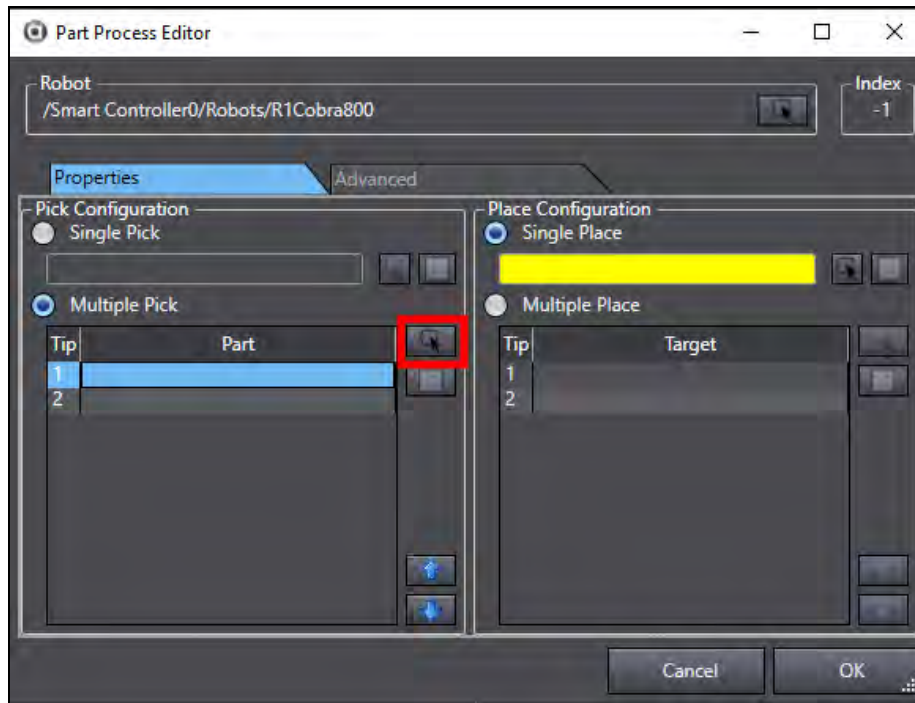 Part Process Editor
Robot
Index
/Smart Controller0/Robots/R1Cobra800
-1
Properties
Advanced
Pick Configuration
Single Pick
Multiple Pick
Tip Part
1
2
Place Configuration
Single Place
Multiple Place
Tip Target
1
2
Cancel
OK